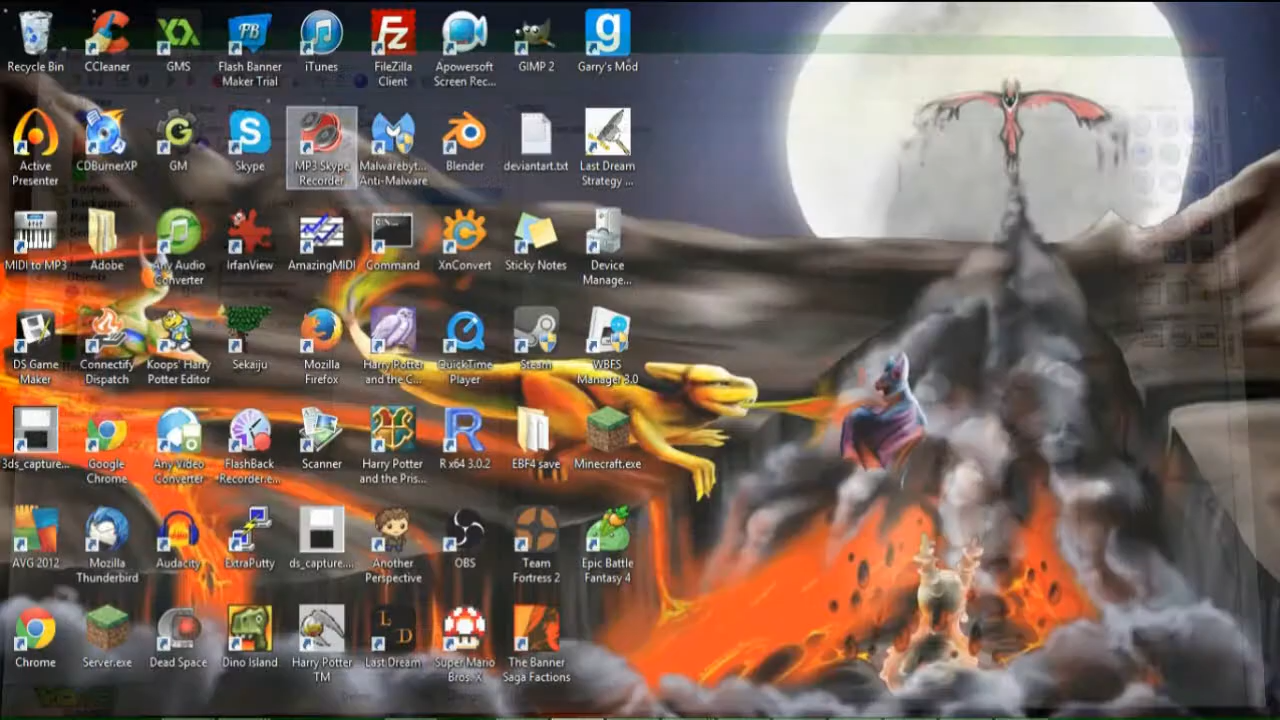 Recycle Bin
CCleaner
GMS
Flash Banner
Maker Trial
iTunes
FileZilla
Client
Apowersoft
Screen Rec...
GIMP 2
Garry's Mod
Active
Presenter
CDBurnerXP
GM
Skype
MP3 Skype
Recorder
Malwarebyt...
Anti-Malware
Blender
deviantart.txt
Last Dream
Strategy ...
MIDI to MP3
Adobe
Any Audio
Converter
IrfanView
AmazingMIDI
Command
XnConvert
Sticky Notes
Device
Manage...
DS Game
Maker
Connectify
Dispatch
Koops' Harry
Potter Editor
Sekaiju
Mozilla
Firefox
Harry Potter
and the C...
QuickTime
Player
Steam
WBFS
Manager 3.0
3ds_capture...
Google
Chrome
Any Video
Converter
FlashBack
Recorder.e...
Scanner
Harry Potter
and the Pris...
R x64 3.0.2
EBF4 save
Minecraft.exe
AVG 2012
Mozilla
Thunderbird
Audacity
ExtraPutty
ds_capture....
Another
Perspective
OBS
Team
Fortress 2
Epic Battle
Fantasy 4
Chrome
Server.exe
Dead Space
Dino Island
Harry Potter
TM
Last Dream
Super Mario
Bros. X
The Banner
Saga Factions